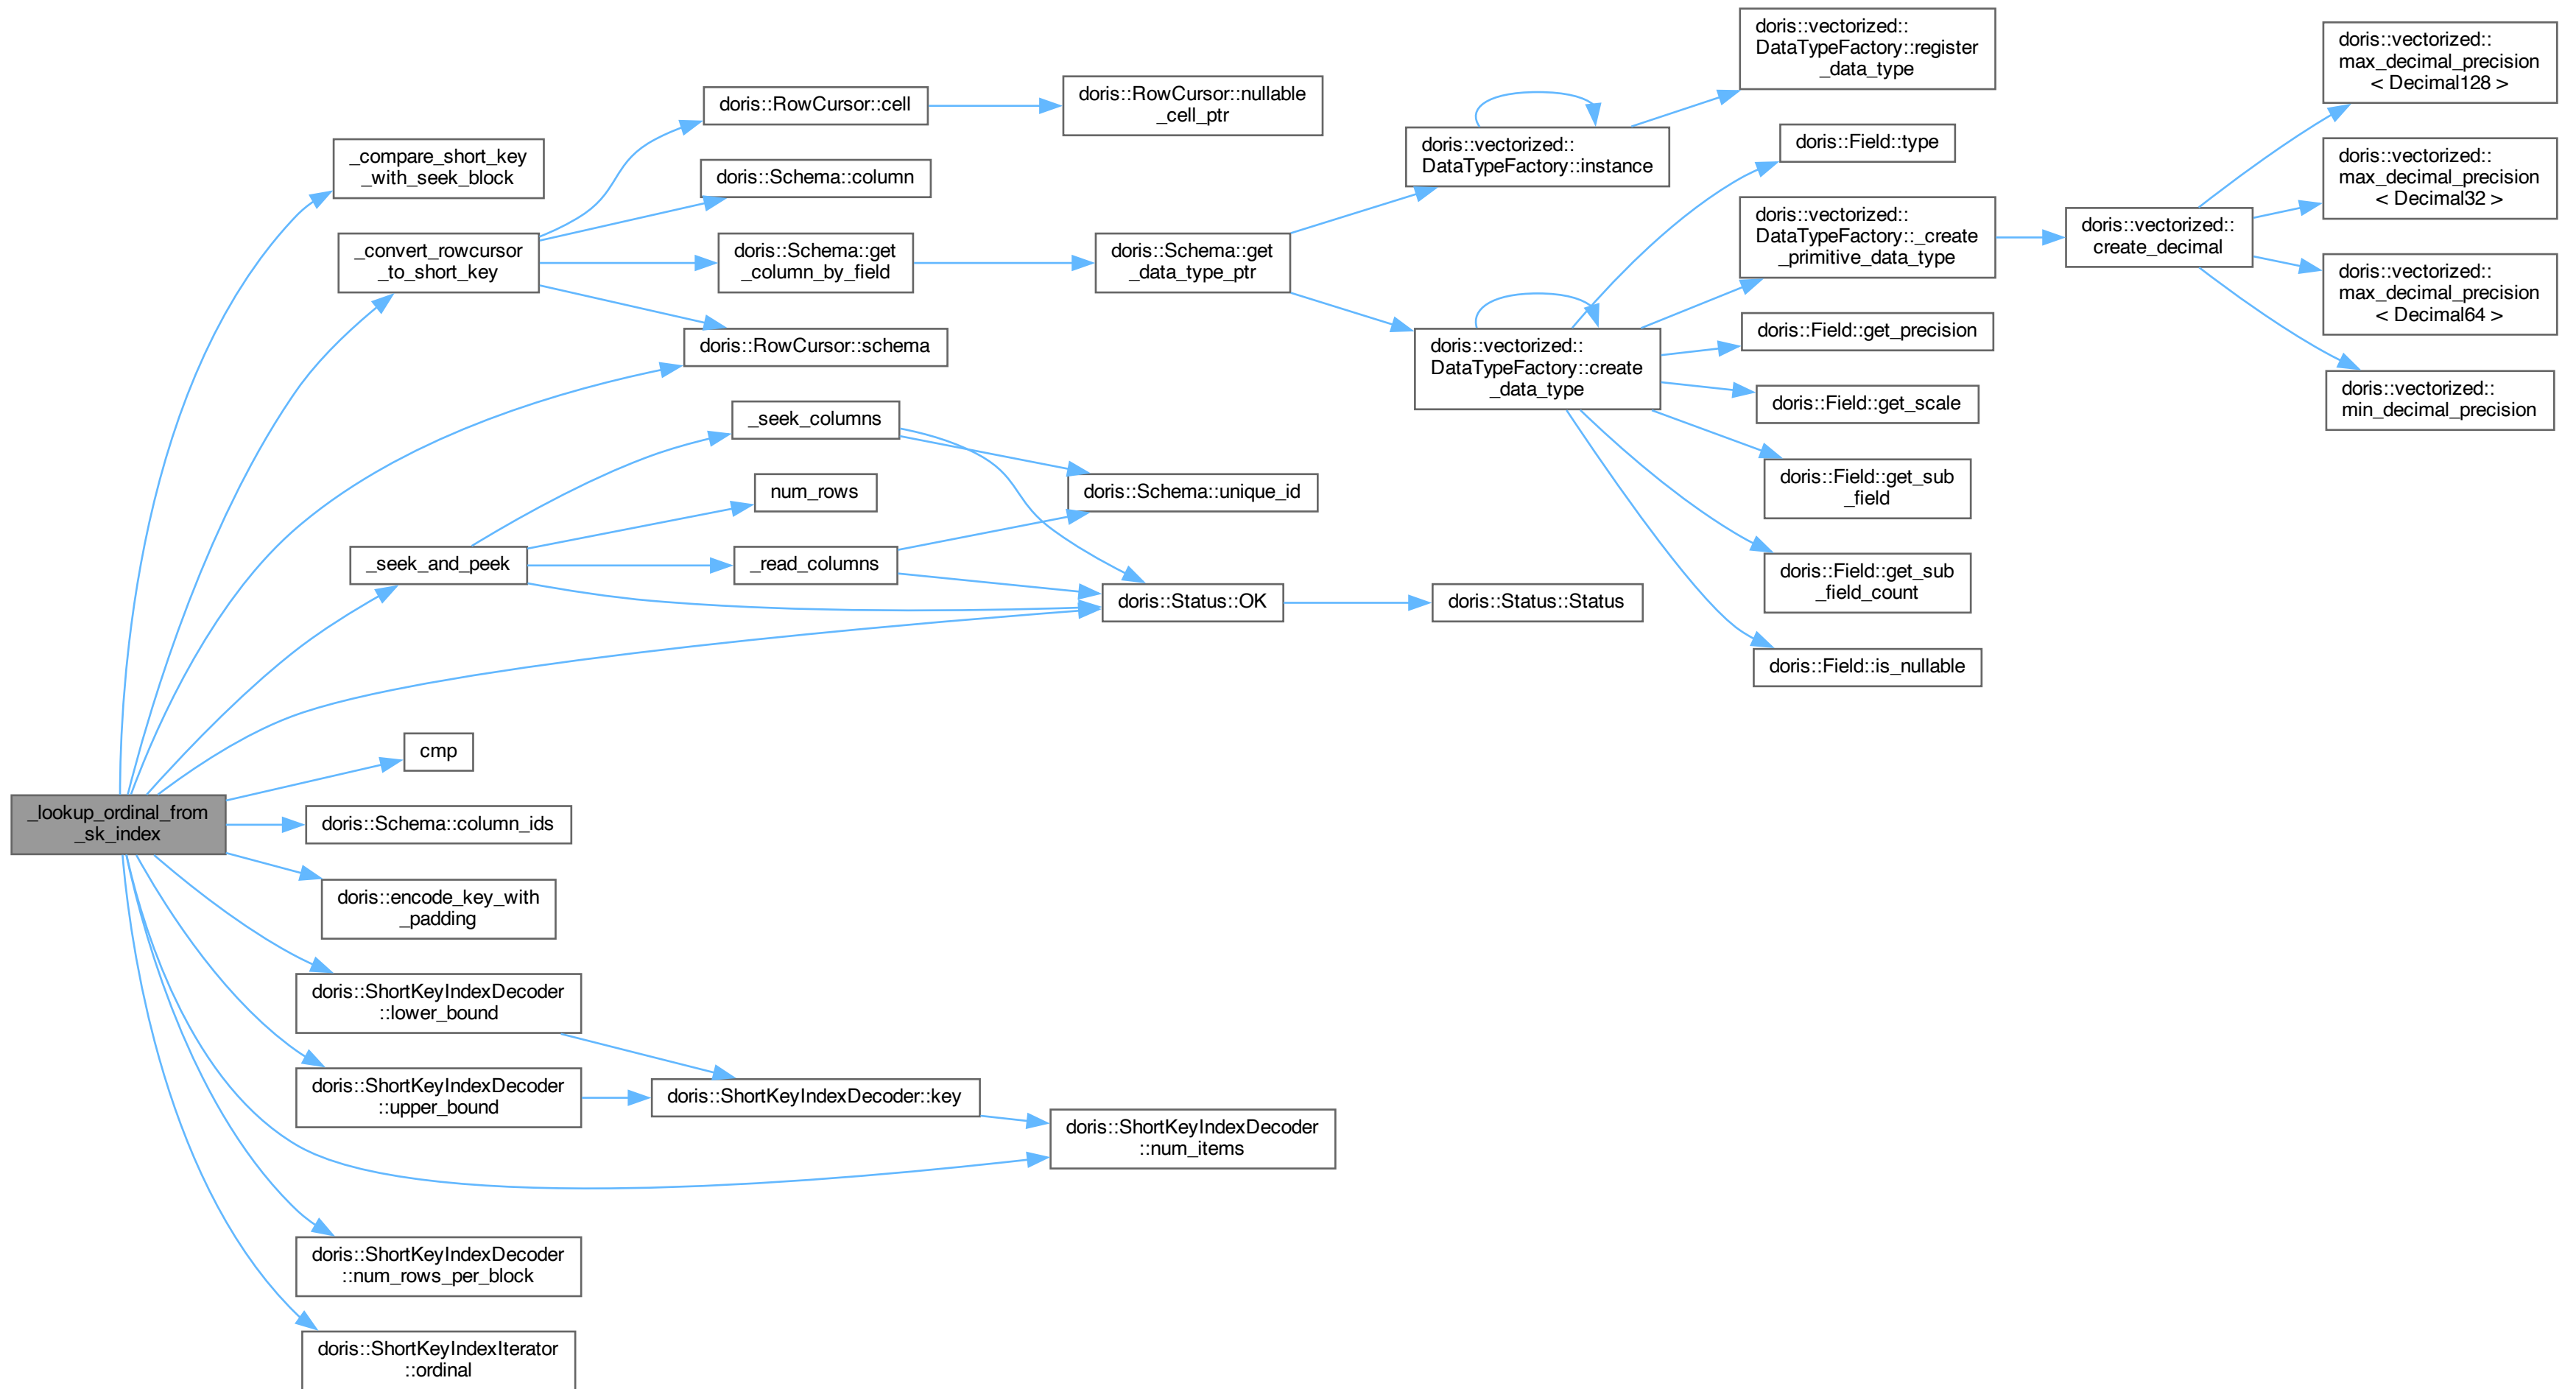 _lookup_ordinal_from
_sk_index
_compare_short_key
_with_seek_block
_convert_rowcursor
_to_short_key
doris::RowCursor::cell
doris::RowCursor::nullable
_cell_ptr
doris::Schema::column
doris::Schema::get
_column_by_field
doris::Schema::get
_data_type_ptr
doris::vectorized::
DataTypeFactory::instance
doris::vectorized::
DataTypeFactory::register
_data_type
doris::vectorized::
DataTypeFactory::create
_data_type
doris::Field::type
doris::vectorized::
DataTypeFactory::_create
_primitive_data_type
doris::vectorized::
create_decimal
doris::vectorized::
max_decimal_precision
< Decimal128 >
doris::vectorized::
max_decimal_precision
< Decimal32 >
doris::vectorized::
max_decimal_precision
< Decimal64 >
doris::vectorized::
min_decimal_precision
doris::Field::get_precision
doris::Field::get_scale
doris::Field::get_sub
_field
doris::Field::get_sub
_field_count
doris::Field::is_nullable
doris::RowCursor::schema
_seek_and_peek
_seek_columns
num_rows
_read_columns
doris::Schema::unique_id
doris::Status::OK
doris::Status::Status
cmp
doris::Schema::column_ids
doris::encode_key_with
_padding
doris::ShortKeyIndexDecoder
::lower_bound
doris::ShortKeyIndexDecoder
::upper_bound
doris::ShortKeyIndexDecoder::key
doris::ShortKeyIndexDecoder
::num_items
doris::ShortKeyIndexDecoder
::num_rows_per_block
doris::ShortKeyIndexIterator
::ordinal